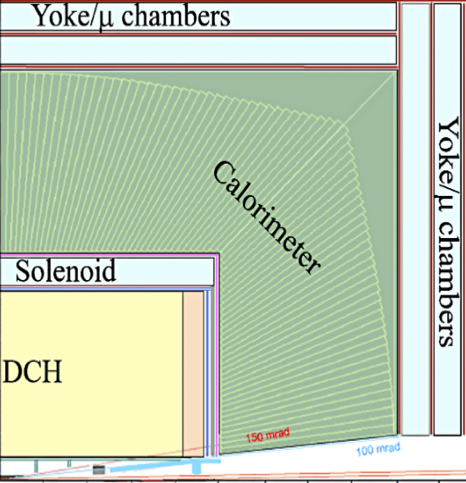 Yoke/μ chambers
Calorimeter
Yoke/μ chambers
Solenoid
DCH
150 mrad
100 mrad